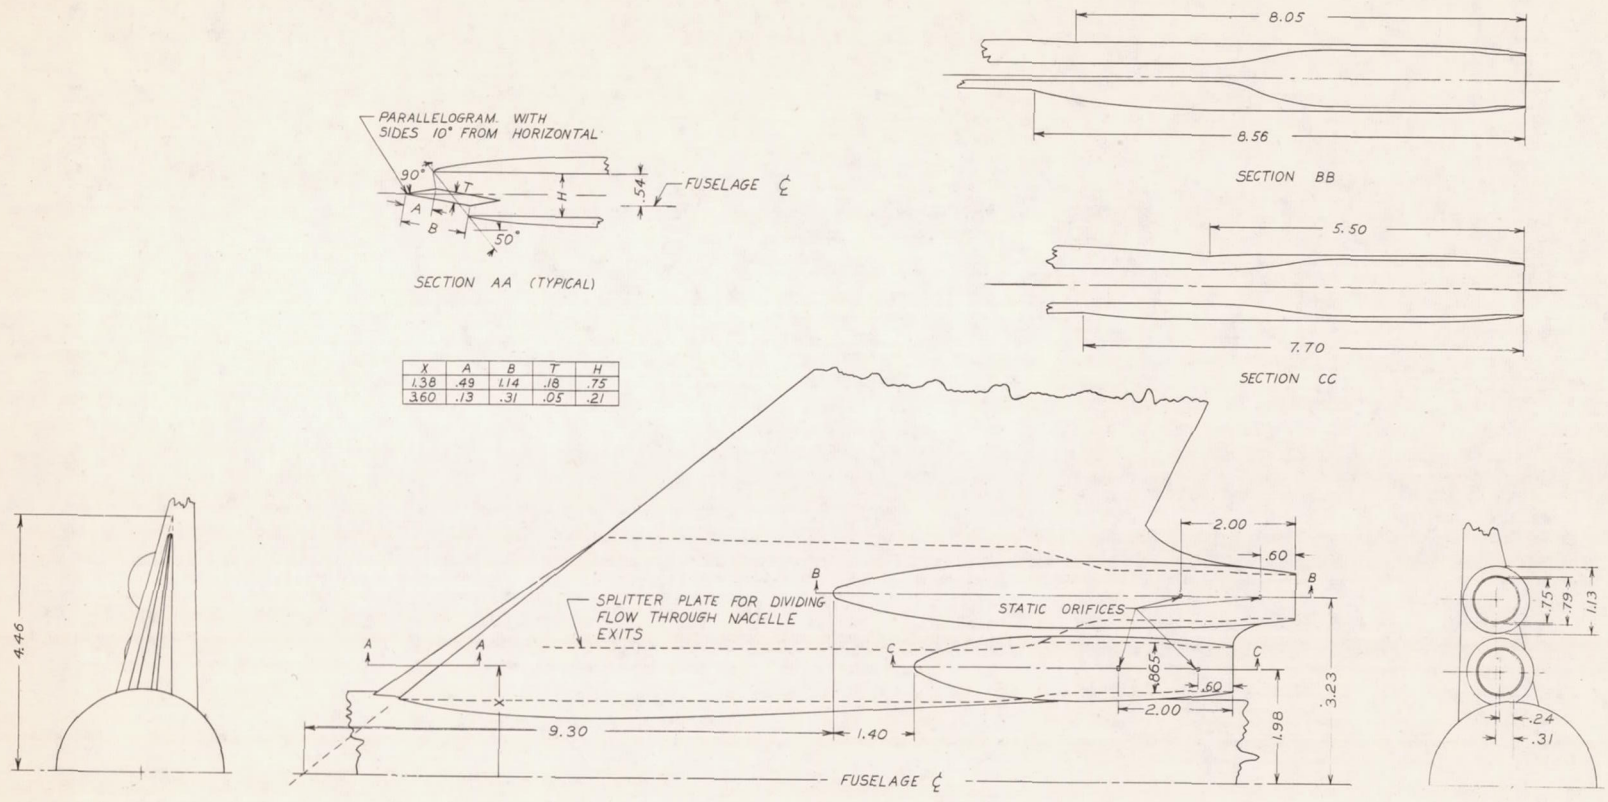 8.05
8.56
SECTION BB
PARALLELOGRAM. WITH
SIDES 10° FROM HORIZONTAL
90°
T
A
B
H
.54
50°
FUSELAGE ℄
SECTION AA (TYPICAL)
5.50
7.70
SECTION CC
X A B T H
1.38 .49 1.14 .18 .75
3.60 .13 .31 .05 .21
4.46
2.00
.60
B
B
SPLITTER PLATE FOR DIVIDING
FLOW THROUGH NACELLE
EXITS
STATIC ORIFICES
A
A
C
C
.865
.60
2.00
X
9.30
1.40
1.98
3.23
FUSELAGE ℄
.75
.79
1.13
.24
.31